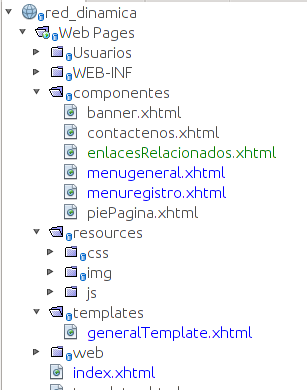 red_dinamica
Web Pages
Usuarios
WEB-INF
componentes
banner.xhtml
contactenos.xhtml
enlacesRelacionados.xhtml
menugeneral.xhtml
menuregistro.xhtml
piePagina.xhtml
resources
css
img
js
templates
generalTemplate.xhtml
web
index.xhtml